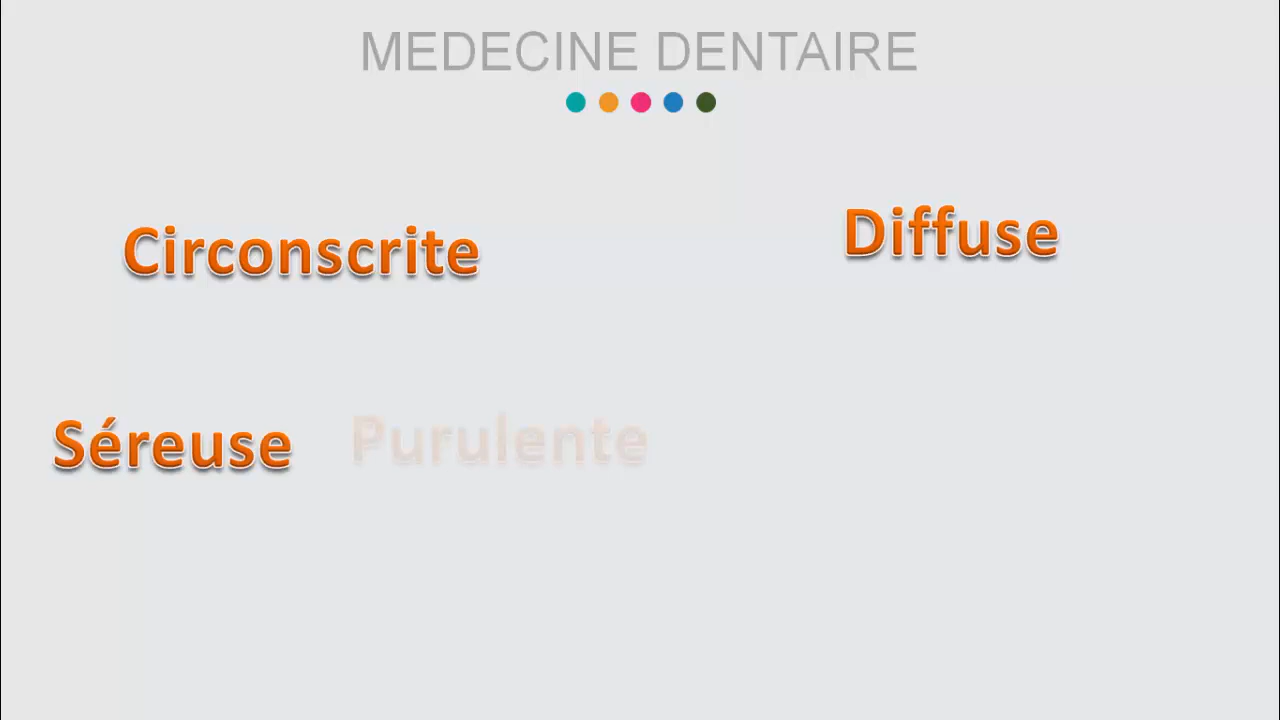 MEDECINE DENTAIRE
Circonscrite
Diffuse
Séreuse
Purulente